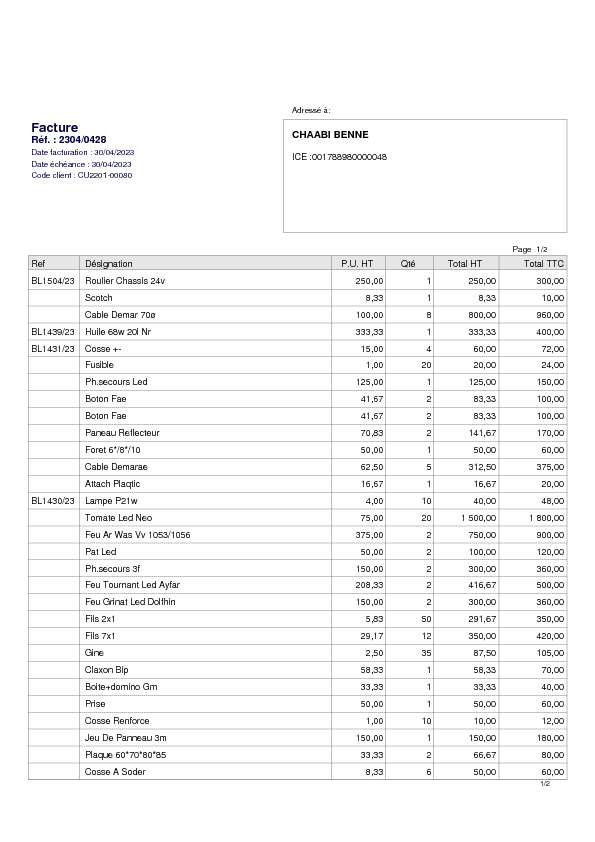 Adressé à:
Facture
Réf. : 2304/0428
Date facturation : 30/04/2023
Date échéance : 30/04/2023
Code client : CU2201-00080
CHAABI BENNE
ICE :001788980000048
Page 1/2
Ref Désignation P.U. HT Qté Total HT Total TTC
BL1504/23 Roulier Chassis 24v 250,00 1 250,00 300,00
Scotch 8,33 1 8,33 10,00
Cable Demar 70ø 100,00 8 800,00 960,00
BL1439/23 Huile 68w 20l Nr 333,33 1 333,33 400,00
BL1431/23 Cosse +- 15,00 4 60,00 72,00
Fusible 1,00 20 20,00 24,00
Ph.secours Led 125,00 1 125,00 150,00
Boton Fae 41,67 2 83,33 100,00
Boton Fae 41,67 2 83,33 100,00
Paneau Reflecteur 70,83 2 141,67 170,00
Foret 6*/8*/10 50,00 1 50,00 60,00
Cable Demarae 62,50 5 312,50 375,00
Attach Plaqtic 16,67 1 16,67 20,00
BL1430/23 Lampe P21w 4,00 10 40,00 48,00
Tomate Led Neo 75,00 20 1 500,00 1 800,00
Feu Ar Was Vv 1053/1056 375,00 2 750,00 900,00
Pat Led 50,00 2 100,00 120,00
Ph.secours 3f 150,00 2 300,00 360,00
Feu Tournant Led Ayfar 208,33 2 416,67 500,00
Feu Grinat Led Dolthin 150,00 2 300,00 360,00
Fils 2x1 5,83 50 291,67 350,00
Fils 7x1 29,17 12 350,00 420,00
Gine 2,50 35 87,50 105,00
Claxon Bip 58,33 1 58,33 70,00
Boite+domino Gm 33,33 1 33,33 40,00
Prise 50,00 1 50,00 60,00
Cosse Renforce 1,00 10 10,00 12,00
Jeu De Panneau 3m 150,00 1 150,00 180,00
Plaque 60*70*80*85 33,33 2 66,67 80,00
Cosse A Soder 8,33 6 50,00 60,00
1/2